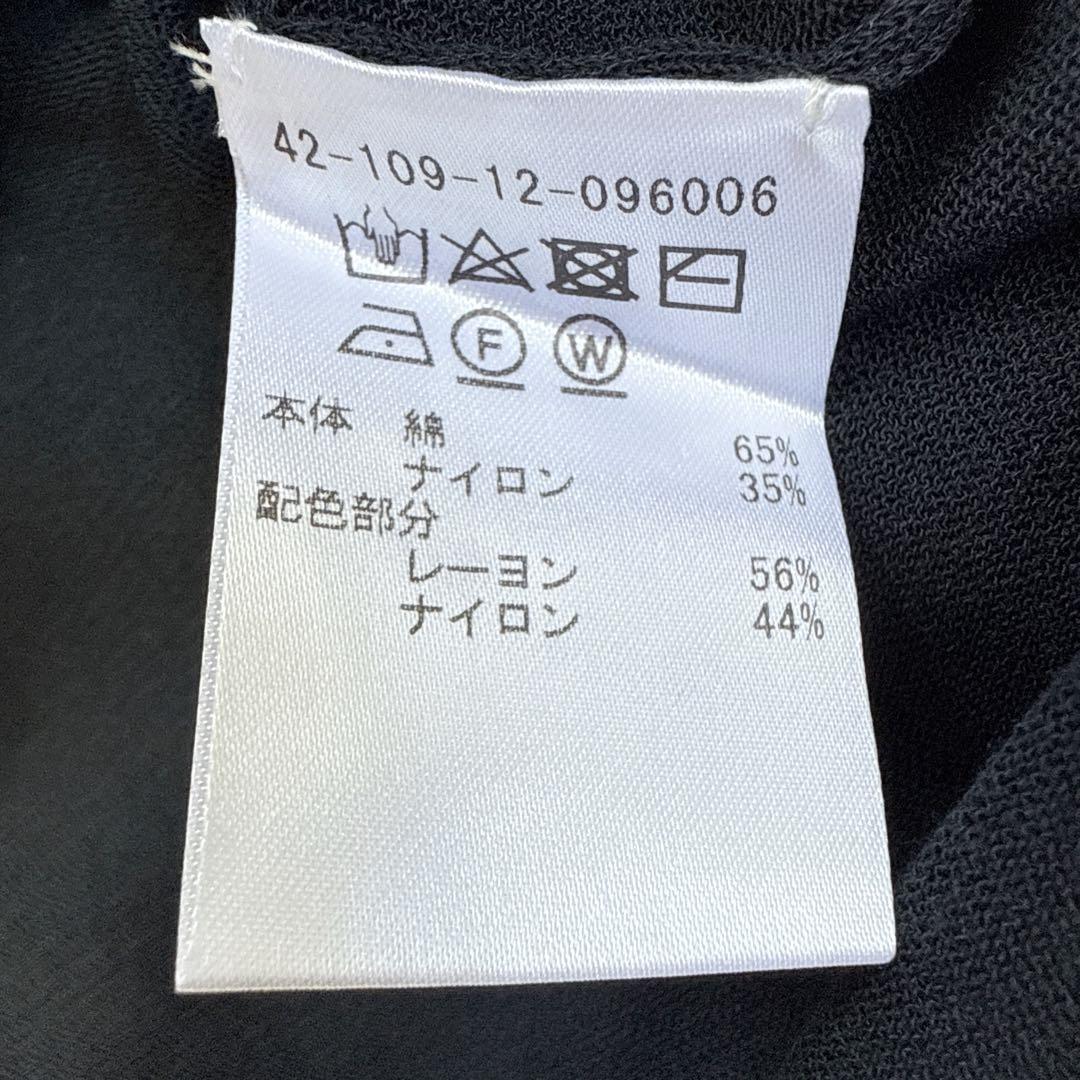 42-109-12-096006
F W
本体 綿 65%
ナイロン 35%
配色部分
レーヨン 56%
ナイロン 44%